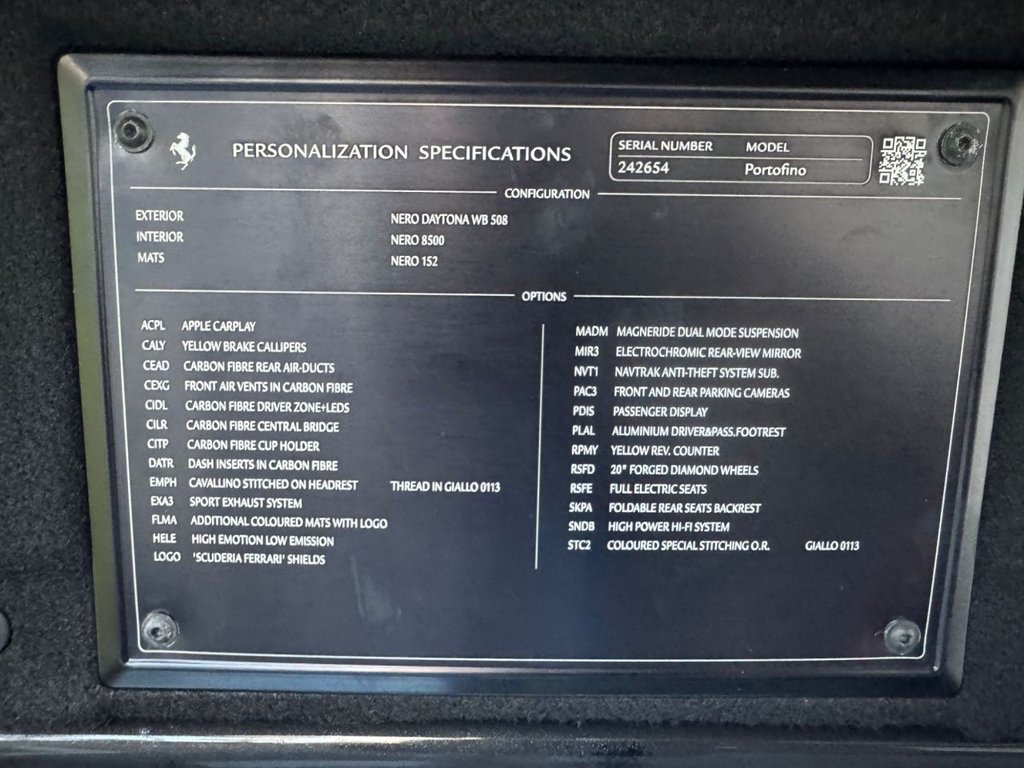 PERSONALIZATION SPECIFICATIONS
SERIAL NUMBER MODEL
242654 Portofino
CONFIGURATION
EXTERIOR NERO DAYTONA WB 508
INTERIOR NERO 8500
MATS NERO 152
OPTIONS
ACPL APPLE CARPLAY
CALY YELLOW BRAKE CALLIPERS
CEAD CARBON FIBRE REAR AIR-DUCTS
CEXG FRONT AIR VENTS IN CARBON FIBRE
CIDL CARBON FIBRE DRIVER ZONE+LEDS
CILR CARBON FIBRE CENTRAL BRIDGE
CITP CARBON FIBRE CUP HOLDER
DATR DASH INSERTS IN CARBON FIBRE
EMPH CAVALLINO STITCHED ON HEADREST THREAD IN GIALLO 0113
EXA3 SPORT EXHAUST SYSTEM
FLMA ADDITIONAL COLOURED MATS WITH LOGO
HELE HIGH EMOTION LOW EMISSION
LOGO 'SCUDERIA FERRARI' SHIELDS
MADM MAGNERIDE DUAL MODE SUSPENSION
MIR3 ELECTROCHROMIC REAR-VIEW MIRROR
NVT1 NAVTRAK ANTI-THEFT SYSTEM SUB.
PAC3 FRONT AND REAR PARKING CAMERAS
PDIS PASSENGER DISPLAY
PLAL ALUMINIUM DRIVER&PASS.FOOTREST
RPMY YELLOW REV. COUNTER
RSFD 20" FORGED DIAMOND WHEELS
RSFE FULL ELECTRIC SEATS
SKPA FOLDABLE REAR SEATS BACKREST
SNDB HIGH POWER HI-FI SYSTEM
STC2 COLOURED SPECIAL STITCHING O.R. GIALLO 0113